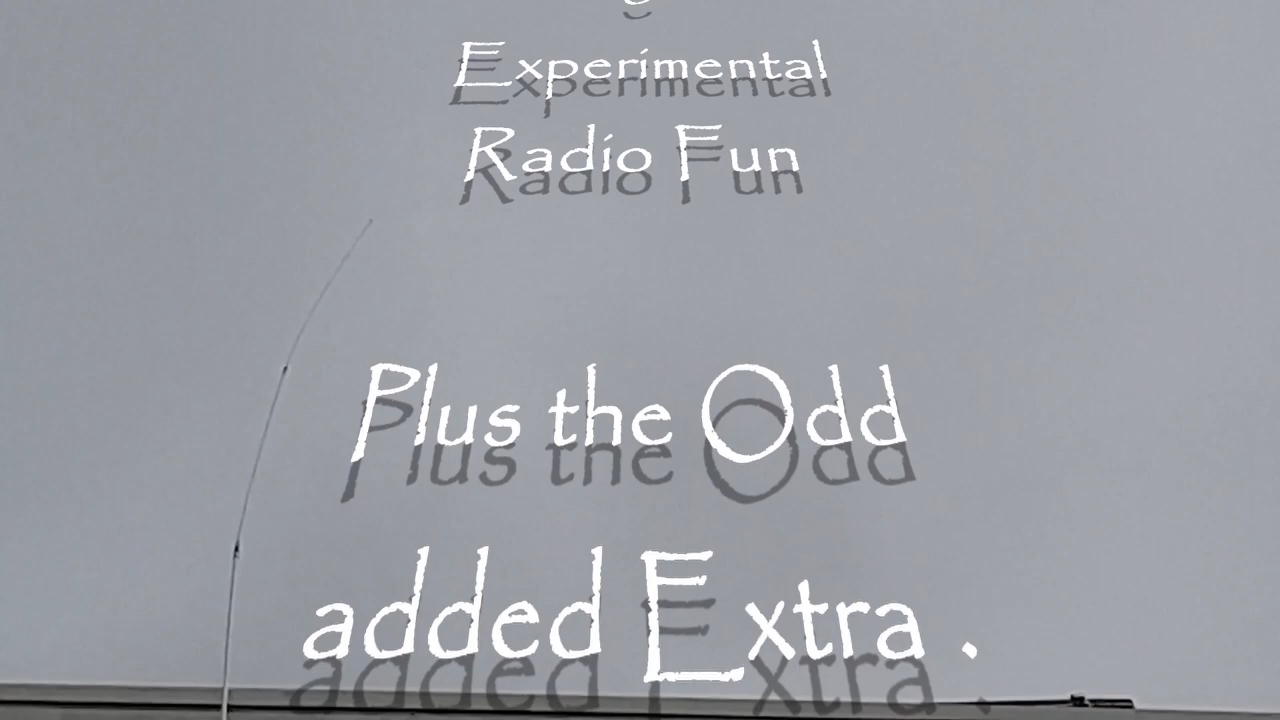 Experimental
Radio Fun
Plus the Odd
added Extra .